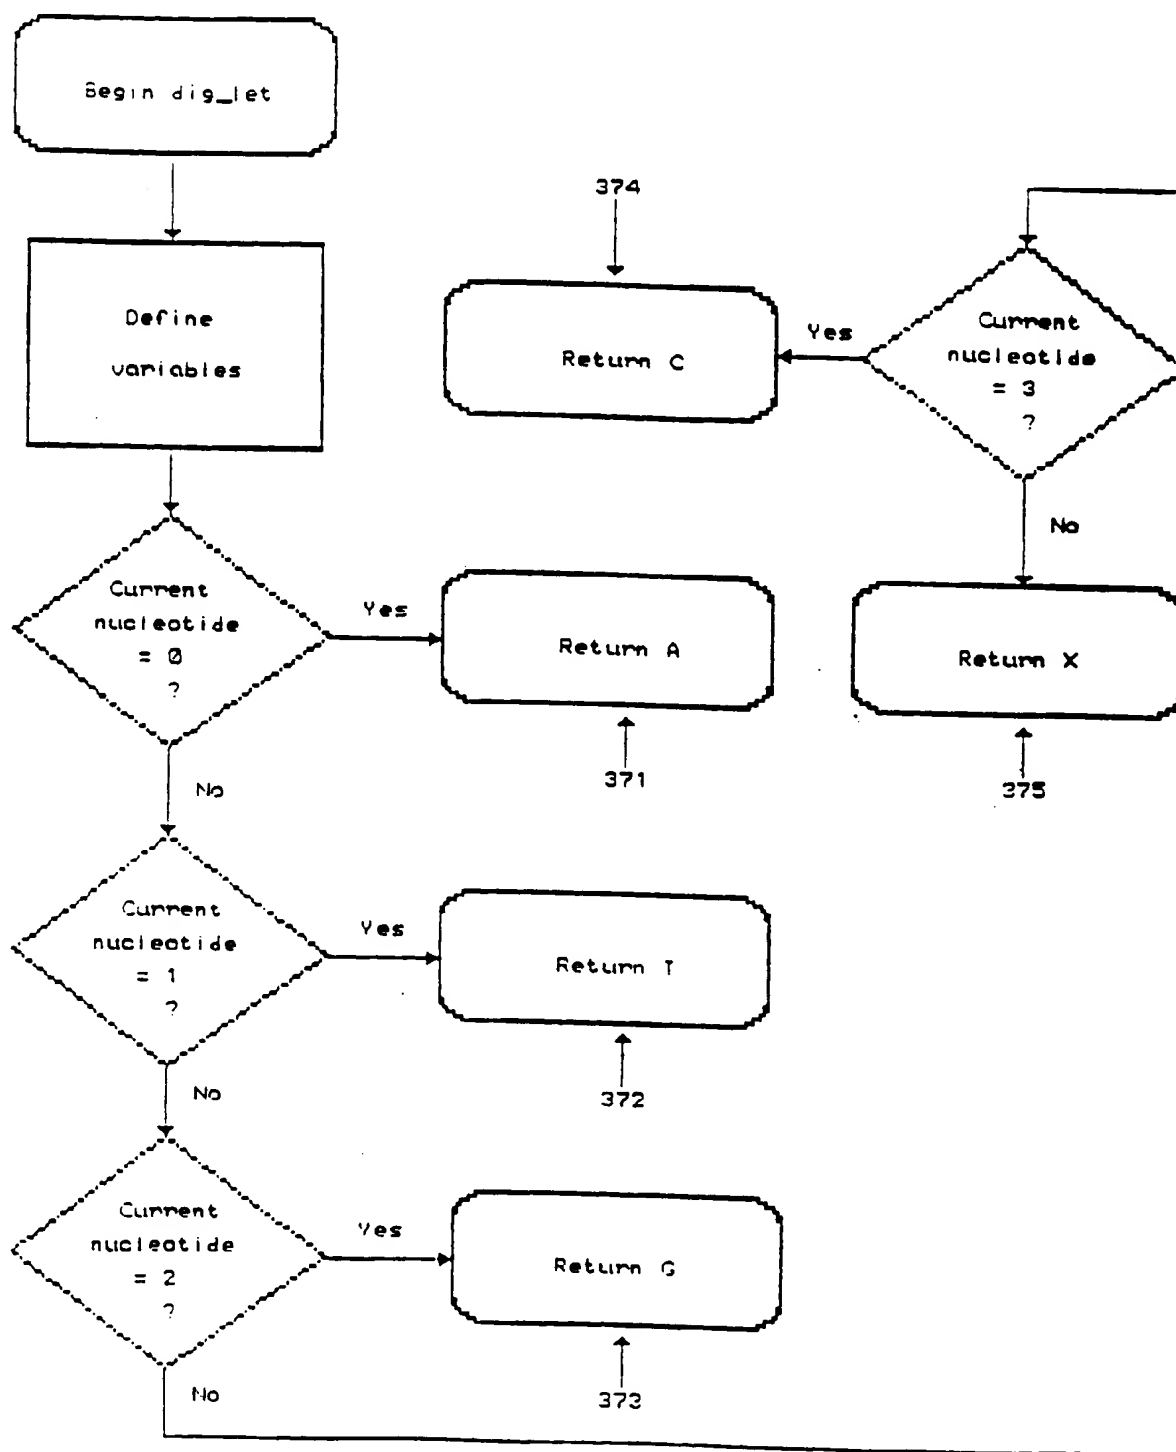 Begin dig_let
Define
variables
Current
nucleotide
= 0
?
Yes
Return A
371
No
Current
nucleotide
= 1
?
Yes
Return T
372
No
Current
nucleotide
= 2
?
Yes
Return G
373
No
374
Return C
Yes
Current
nucleotide
= 3
?
No
Return X
375